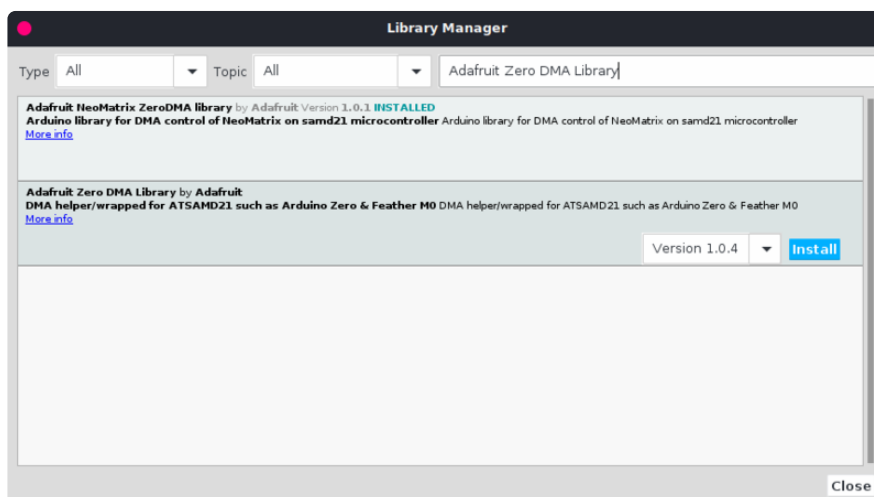 Library Manager
Type All Topic All Adafruit Zero DMA Library
Adafruit NeoMatrix ZeroDMA library by Adafruit Version 1.0.1 INSTALLED
Arduino library for DMA control of NeoMatrix on samd21 microcontroller Arduino library for DMA control of NeoMatrix on samd21 microcontroller
More info
Adafruit Zero DMA Library by Adafruit
DMA helper/wrapped for ATSAMD21 such as Arduino Zero & Feather M0 DMA helper/wrapped for ATSAMD21 such as Arduino Zero & Feather M0
More info
Version 1.0.4 Install
Close